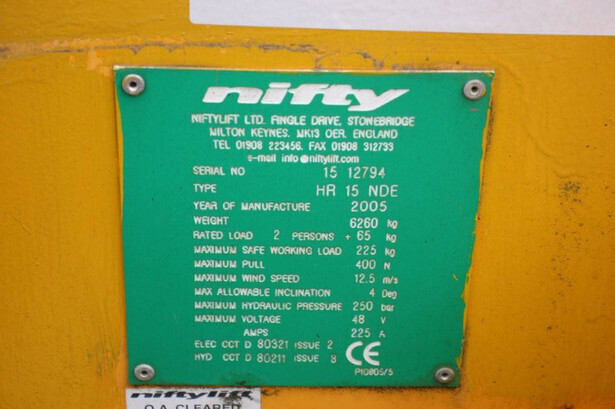 nifty
NIFTYLIFT LTD. FINGLE DRIVE, STONEBRIDGE
MILTON KEYNES. MK13 OER. ENGLAND
TEL 01908 223456. FAX 01908 312733
e-mail info@niftylift.com
SERIAL NO 15 12794
TYPE HR 15 NDE
YEAR OF MANUFACTURE 2005
WEIGHT 6260 kg
RATED LOAD 2 PERSONS + 65 kg
MAXIMUM SAFE WORKING LOAD 225 kg
MAXIMUM PULL 400 N
MAXIMUM WIND SPEED 12.5 m/s
MAX ALLOWABLE INCLINATION 4 Deg
MAXIMUM HYDRAULIC PRESSURE 250 bar
MAXIMUM VOLTAGE 48 V
AMPS 225 A
ELEC CCT D 80321 ISSUE 2
HYD CCT D 80211 ISSUE 8
CE
P10805/5
niftylift
Q.A. CLEARED